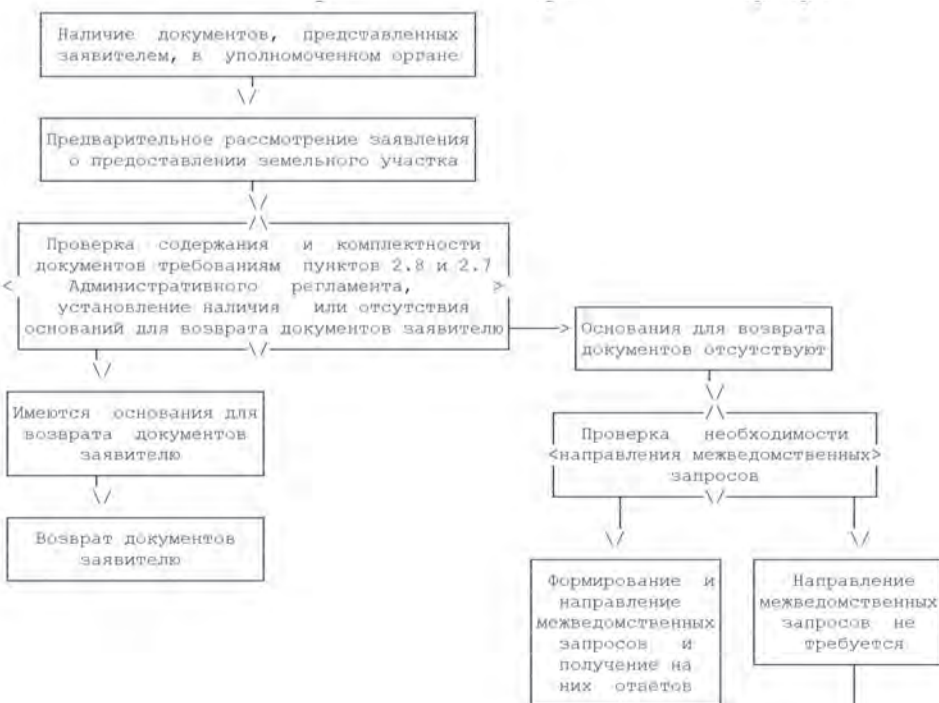 Наличие документов, представленных
заявителем, в уполномоченном органе
Предварительное рассмотрение заявления
о предоставлении земельного участка
Проверка содержания и комплектности
документов требованиям пунктов 2.8 и 2.7
Административного регламента,
установление наличия или отсутствия
оснований для возврата документов заявителю
Основания для возврата
документов отсутствуют
Имеются основания для
возврата документов
заявителю
Возврат документов
заявителю
Проверка необходимости
направления межведомственных
запросов
Формирование и
направление
межведомственных
запросов и
получение на
них ответов
Направление
межведомственных
запросов не
требуется